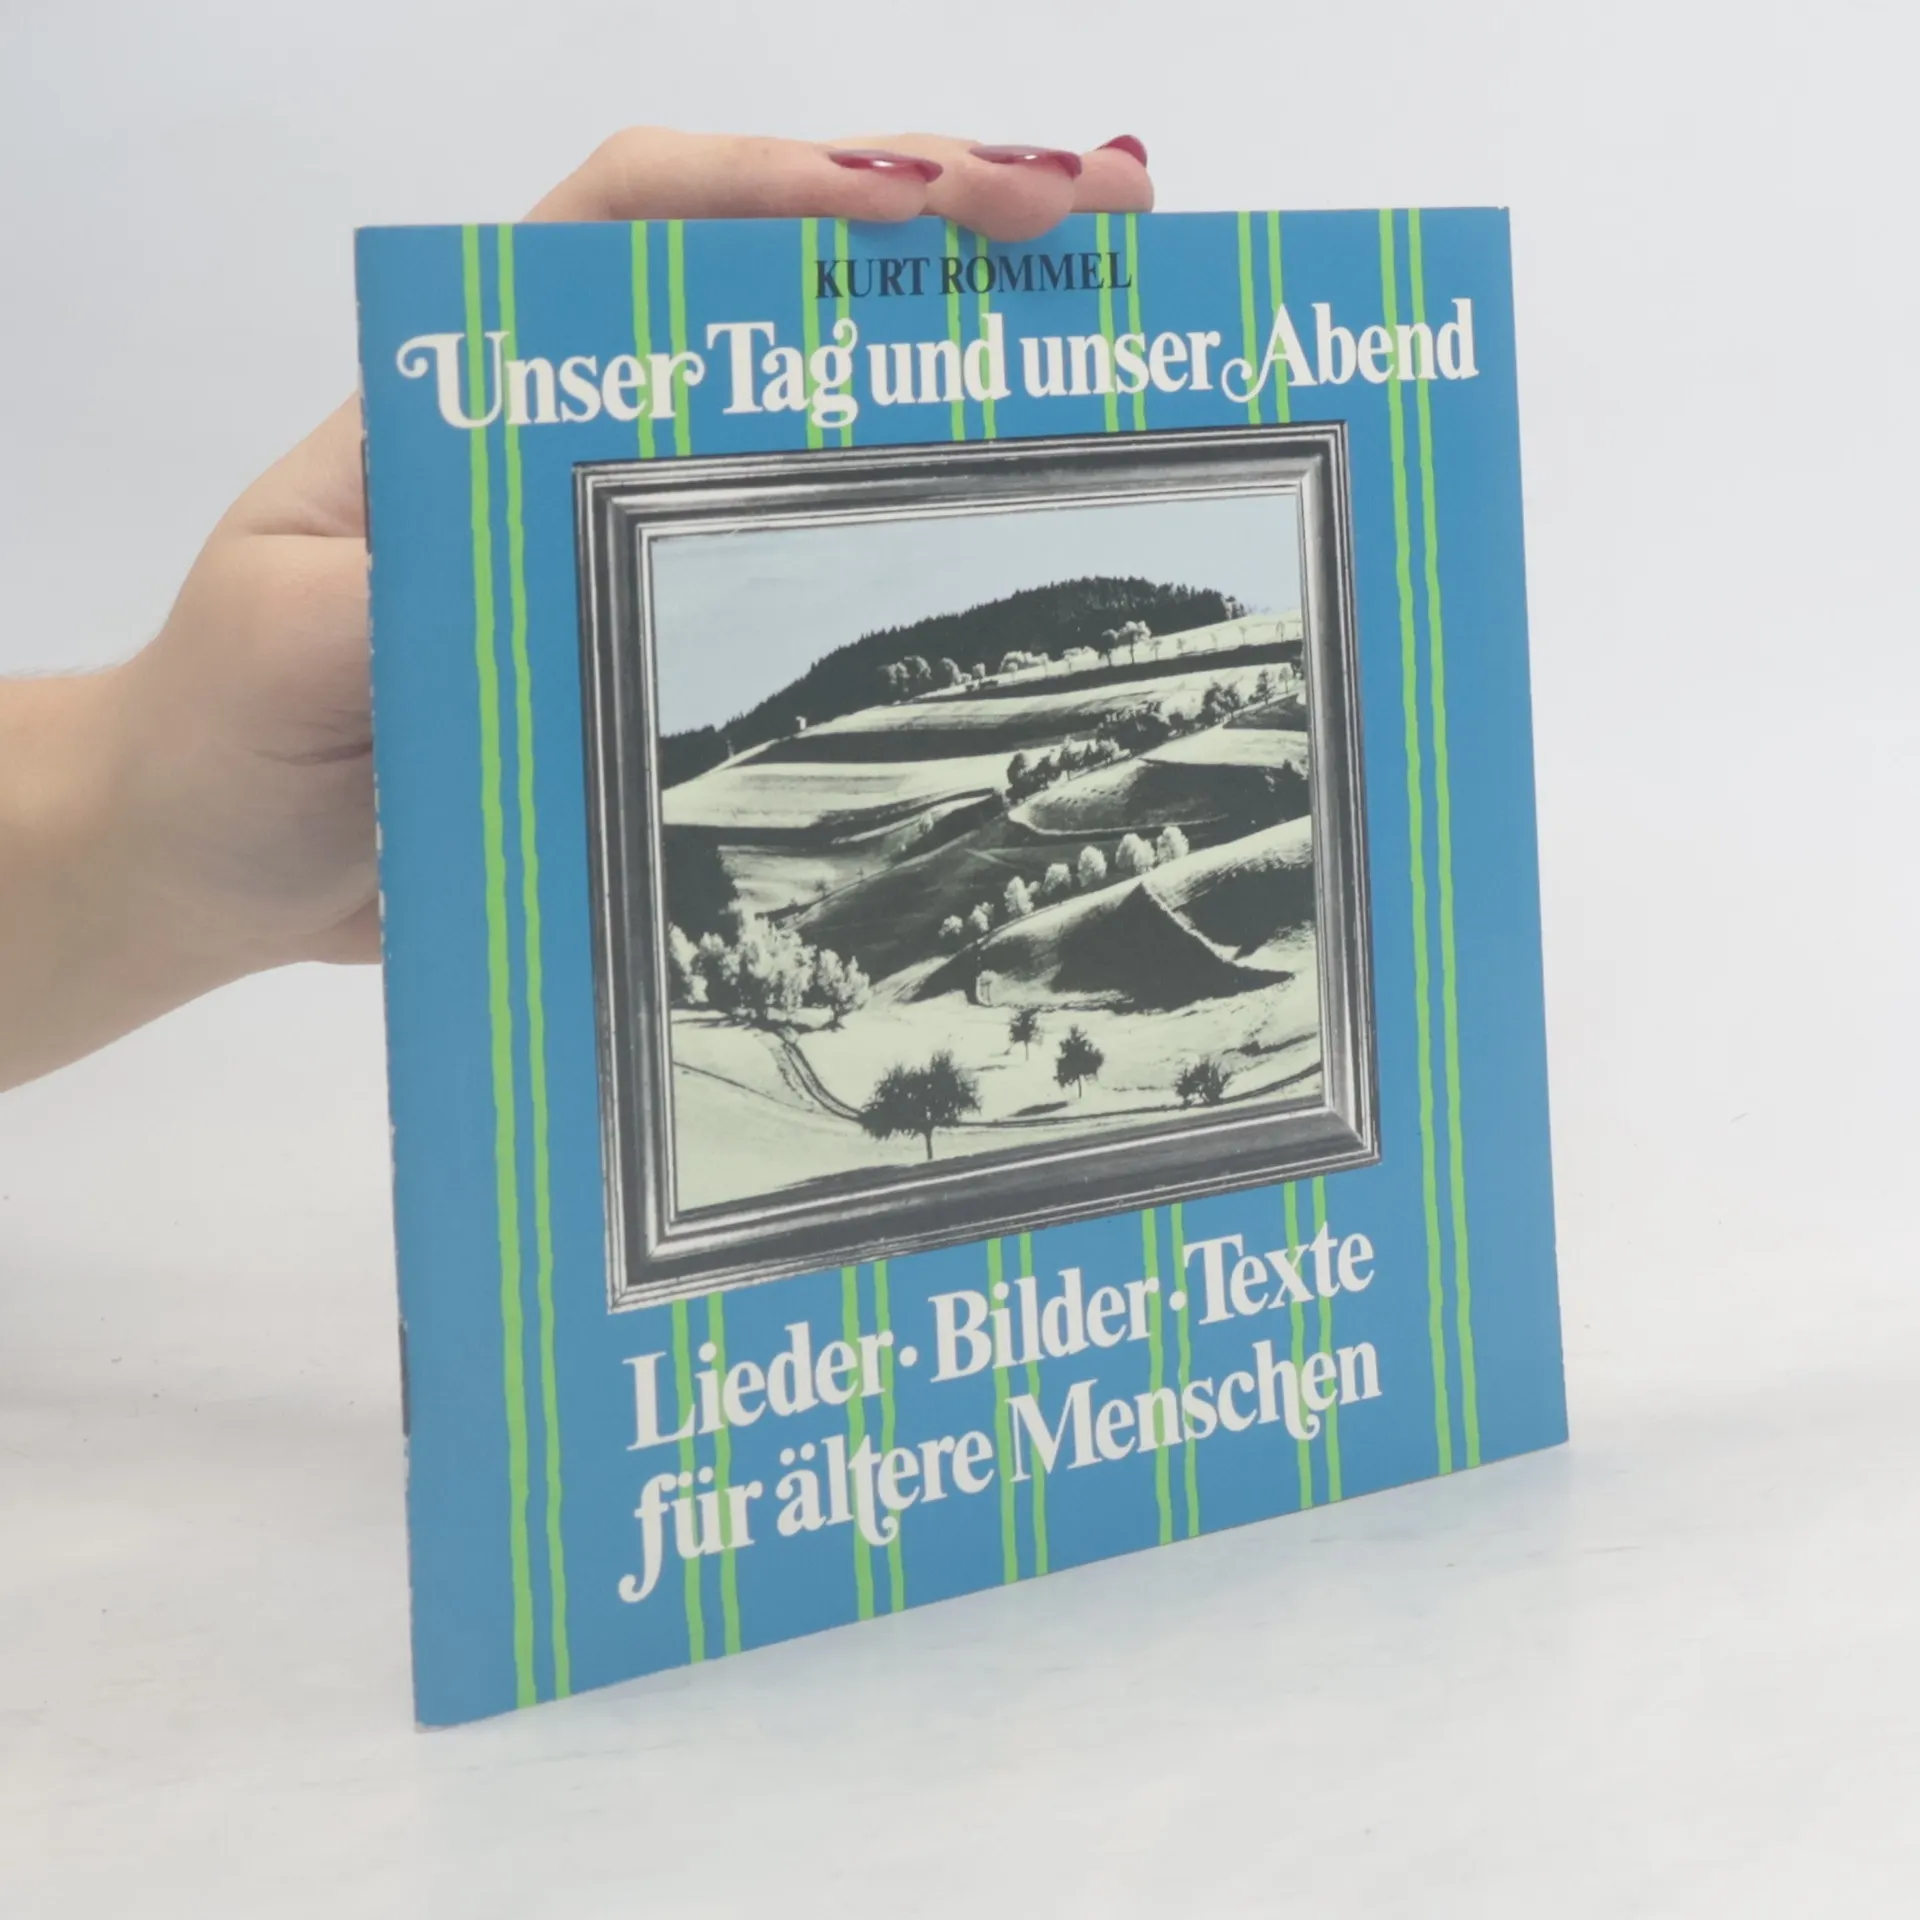 KURT ROMMEL
Unser Tag und unser Abend
Lieder · Bilder · Texte
für ältere Menschen